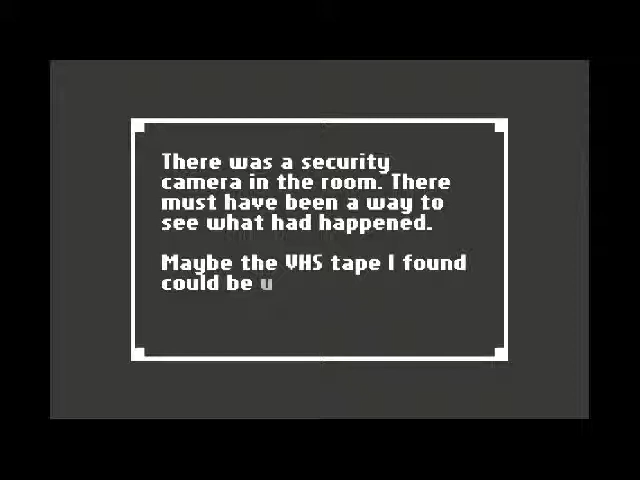 There was a security
camera in the room. There
must have been a way to
see what had happened.
Maybe the VHS tape I found
could be u